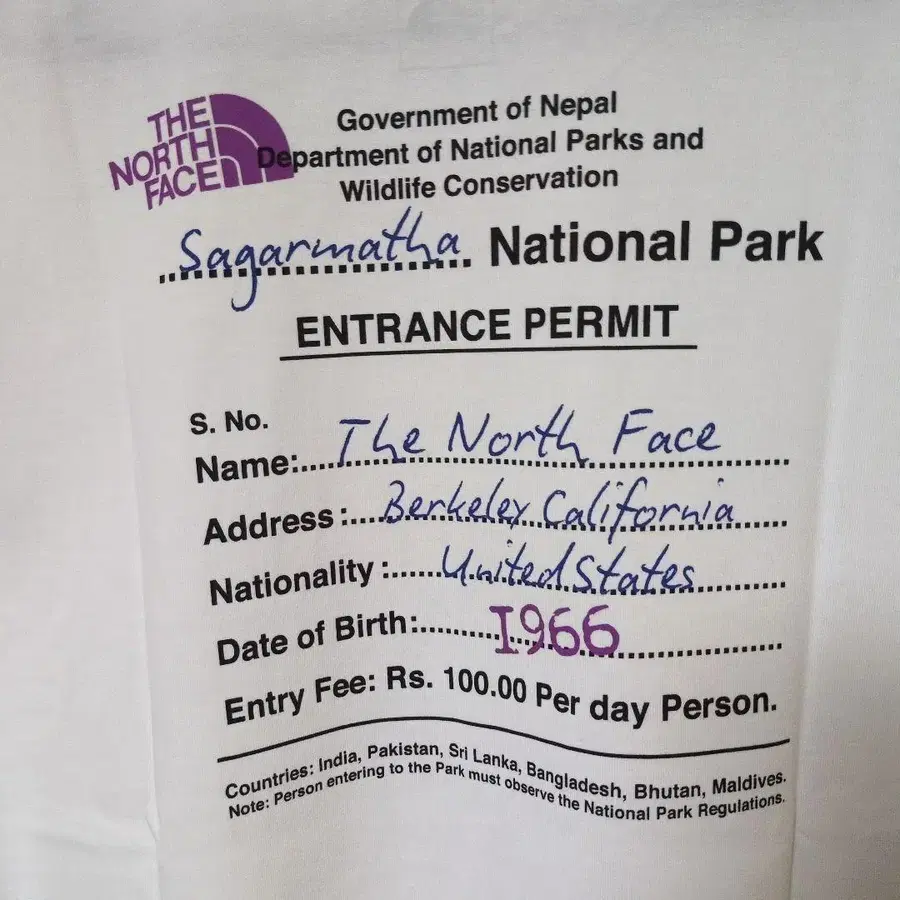 THE
NORTH
FACE
Government of Nepal
Department of National Parks and
Wildlife Conservation
Sagarmatha National Park
ENTRANCE PERMIT
S. No.
Name:.....The North Face
Address :....Berkeley California
Nationality :......United States
Date of Birth:..........1966
Entry Fee: Rs. 100.00 Per day Person.
Countries: India, Pakistan, Sri Lanka, Bangladesh, Bhutan, Maldives.
Note: Person entering to the Park must observe the National Park Regulations.